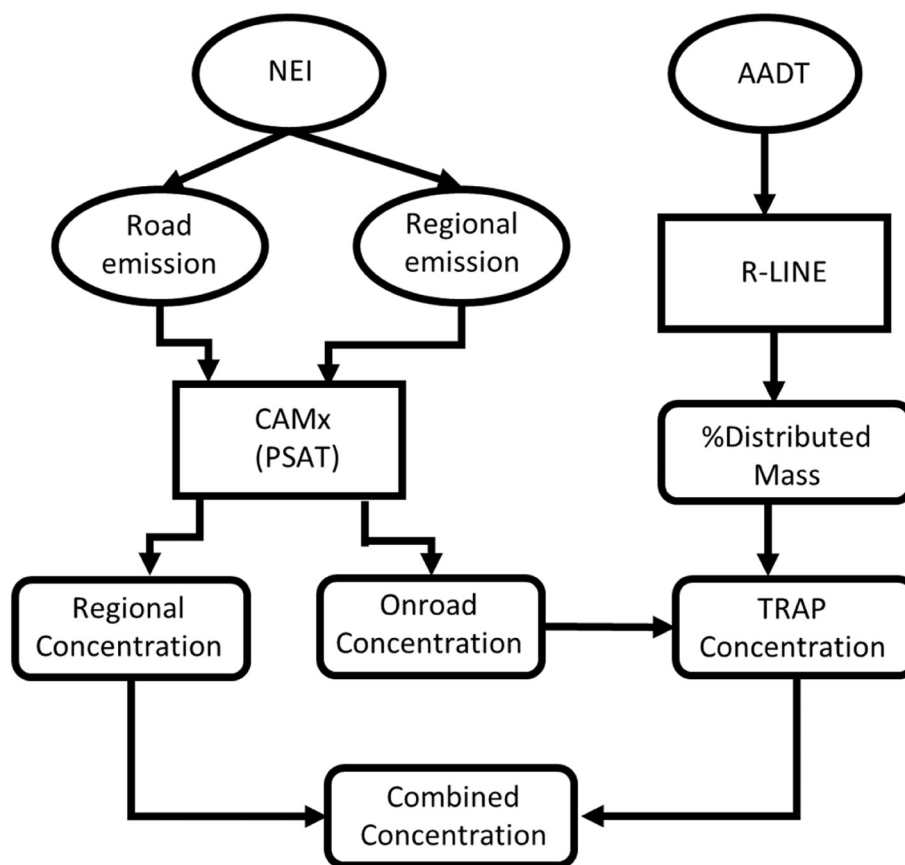 NEI
AADT
Road
emission
Regional
emission
R-LINE
CAMx
(PSAT)
%Distributed
Mass
Regional
Concentration
Onroad
Concentration
TRAP
Concentration
Combined
Concentration